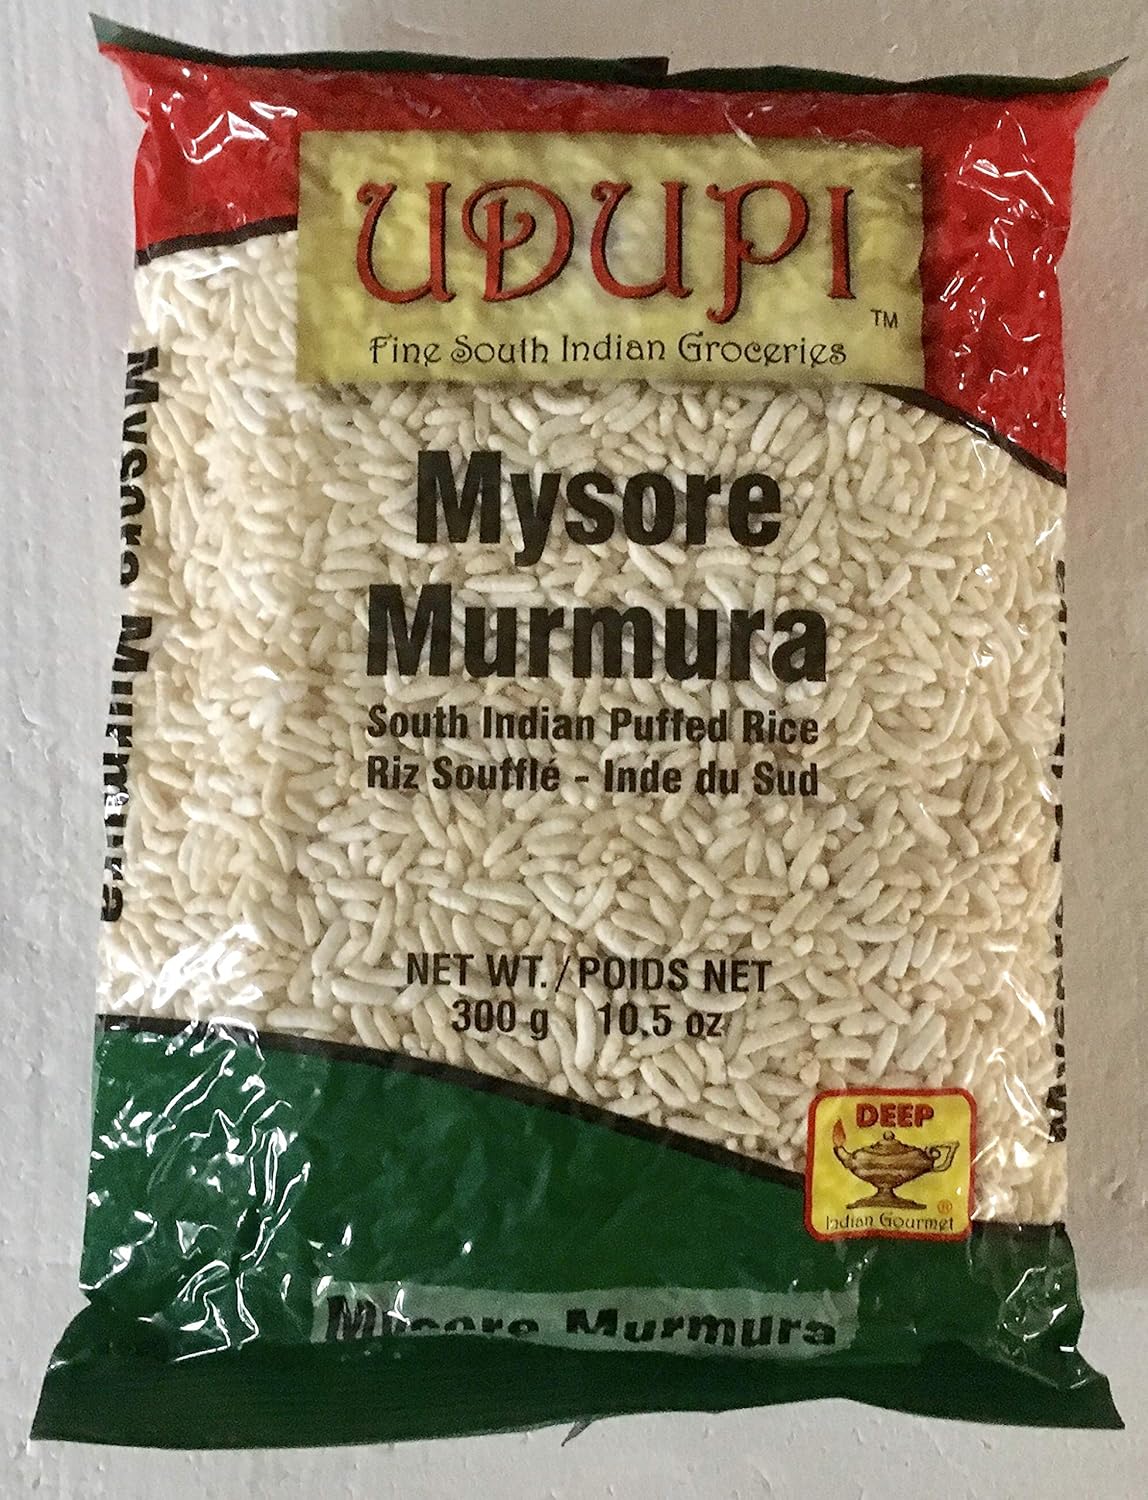 UDUPI
TM
Fine South Indian Groceries
Mysore
Murmura
South Indian Puffed Rice
Riz Soufflé - Inde du Sud
NET WT./POIDS NET
300 g 10.5 oz
DEEP
®
Indian Gourmet
Mysore Murmura
Mysore Murmura